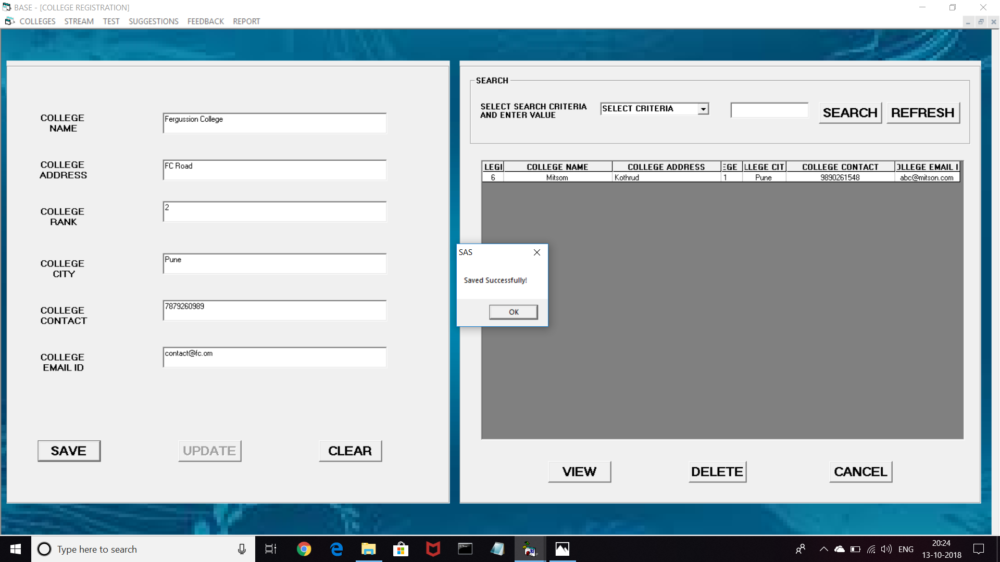 BASE - [COLLEGE REGISTRATION]
COLLEGES STREAM TEST SUGGESTIONS FEEDBACK REPORT
COLLEGE
NAME
Fergussion College
COLLEGE
ADDRESS
FC Road
COLLEGE
RANK
2
COLLEGE
CITY
Pune
COLLEGE
CONTACT
7879260989
COLLEGE
EMAIL ID
contact@fc.om
SAVE UPDATE CLEAR
SEARCH
SELECT SEARCH CRITERIA
AND ENTER VALUE
SELECT CRITERIA
SEARCH REFRESH
LEGI COLLEGE NAME COLLEGE ADDRESS EGE LLEGE CIT COLLEGE CONTACT OLLEGE EMAIL I
6 Mitsom Kothrud 1 Pune 9890261548 abc@mitson.com
SAS
Saved Successfully!
OK
VIEW DELETE CANCEL
Type here to search
ENG
20:24
13-10-2018